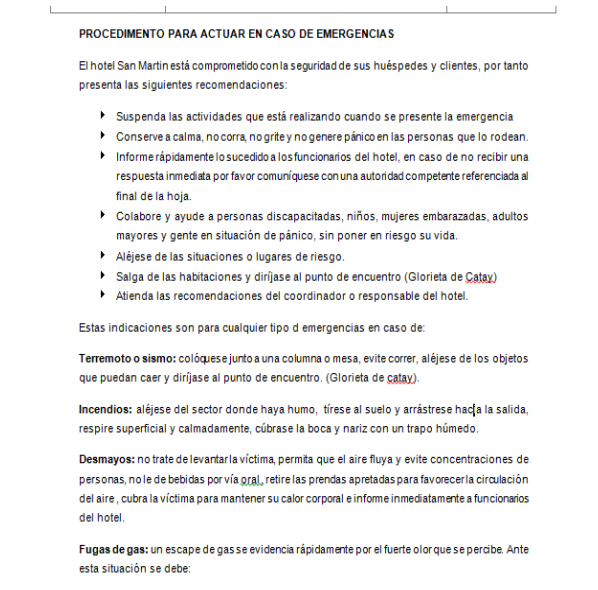 PROCEDIMENTO PARA ACTUAR EN CASO DE EMERGENCIAS
El hotel San Martin está comprometido con la seguridad de sus huéspedes y clientes, por tanto
presenta las siguientes recomendaciones:
Suspenda las actividades que está realizando cuando se presente la emergencia
Conserve a calma, no corra, no grite y no genere pánico en las personas que lo rodean.
Informe rápidamente lo sucedido a los funcionarios del hotel, en caso de no recibir una
respuesta inmediata por favor comuníquese con una autoridad competente referenciada al
final de la hoja.
Colabore y ayude a personas discapacitadas, niños, mujeres embarazadas, adultos
mayores y gente en situación de pánico, sin poner en riesgo su vida.
Aléjese de las situaciones o lugares de riesgo.
Salga de las habitaciones y diríjase al punto de encuentro (Glorieta de Catay)
Atienda las recomendaciones del coordinador o responsable del hotel.
Estas indicaciones son para cualquier tipo d emergencias en caso de:
Terremoto o sismo: colóquese junto a una columna o mesa, evite correr, aléjese de los objetos
que puedan caer y diríjase al punto de encuentro. (Glorieta de catay).
Incendios: aléjese del sector donde haya humo, tírese al suelo y arrástrese hacia la salida,
respire superficial y calmadamente, cúbrase la boca y nariz con un trapo húmedo.
Desmayos: no trate de levantar la víctima, permita que el aire fluya y evite concentraciones de
personas, no le de bebidas por vía oral, retire las prendas apretadas para favorecer la circulación
del aire , cubra la víctima para mantener su calor corporal e informe inmediatamente a funcionarios
del hotel.
Fugas de gas: un escape de gas se evidencia rápidamente por el fuerte olor que se percibe. Ante
esta situación se debe: